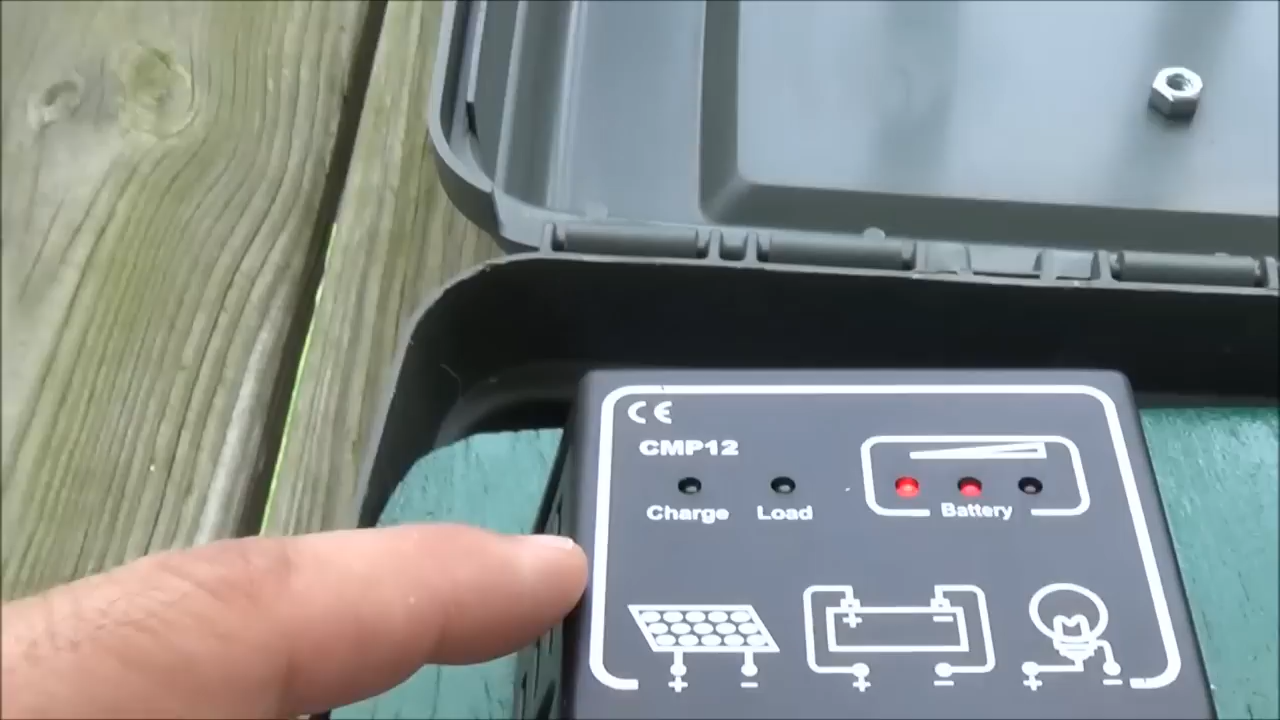 CE
CMP12
Charge Load Battery
+ − + − + −
+ −